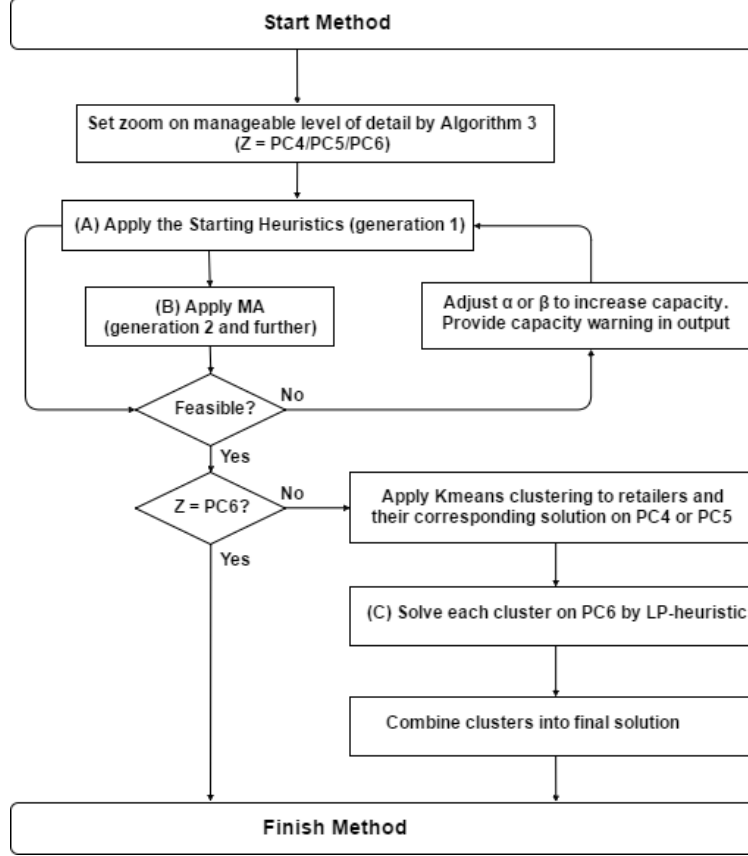 Start Method
Set zoom on manageable level of detail by Algorithm 3
(Z = PC4/PC5/PC6)
(A) Apply the Starting Heuristics (generation 1)
(B) Apply MA
(generation 2 and further)
Adjust α or β to increase capacity.
Provide capacity warning in output
Feasible?
No
Yes
Z = PC6?
No
Yes
Apply Kmeans clustering to retailers and
their corresponding solution on PC4 or PC5
(C) Solve each cluster on PC6 by LP-heuristic
Combine clusters into final solution
Finish Method